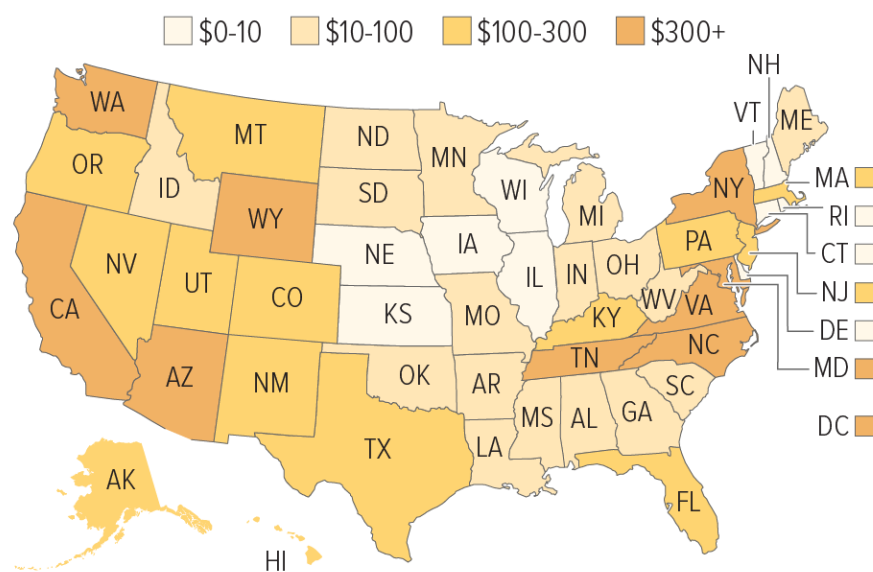 $0-10 $10-100 $100-300 $300+
NH
WA VT ME
MT ND
OR MN MA
ID SD WI NY RI
WY MI
CT
NE IA PA
NV OH NJ
UT IL IN
CO WV DE
CA KS MO KY VA
MD
TN NC
AZ NM OK AR SC DC
MS AL GA
TX LA
AK FL
HI